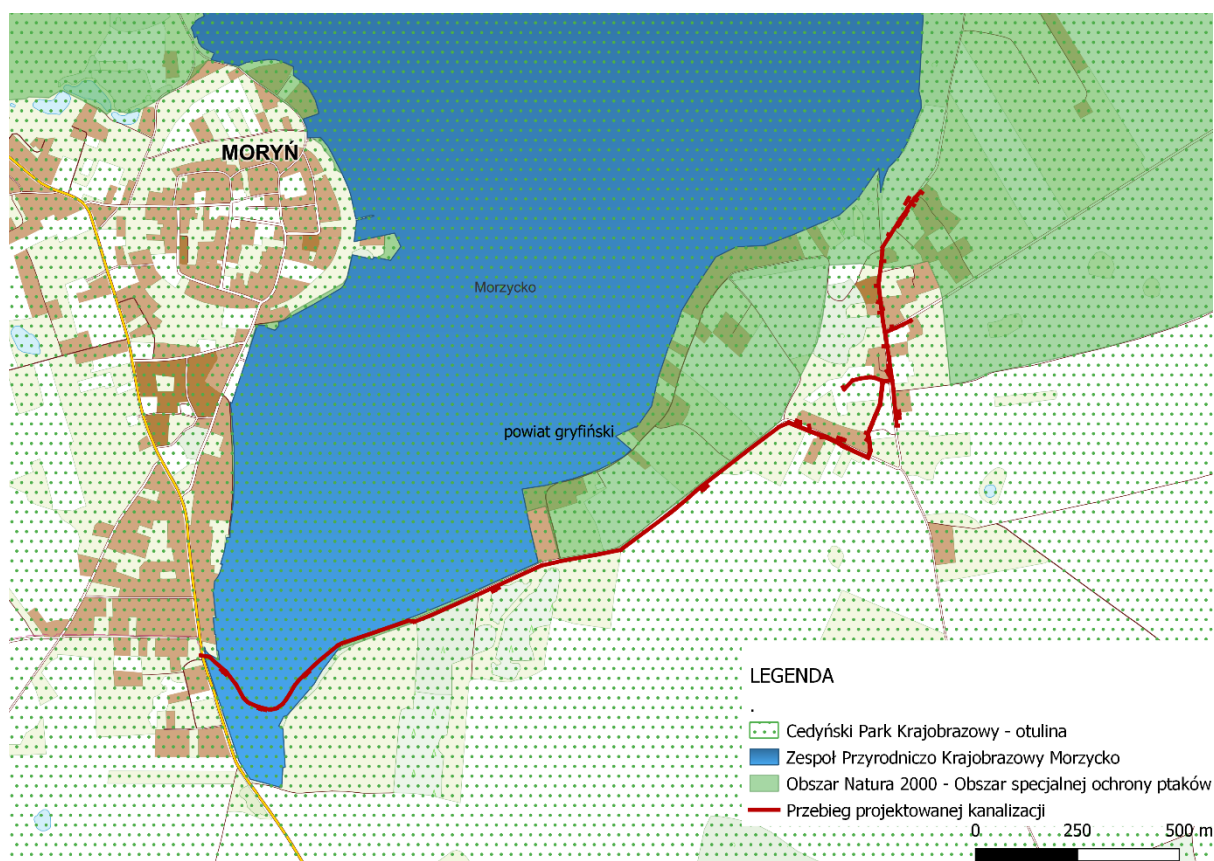 MORYŃ
Morzycko
powiat gryfiński
LEGENDA
.
Cedyński Park Krajobrazowy - otulina
Zespoł Przyrodniczo Krajobrazowy Morzycko
Obszar Natura 2000 - Obszar specjalnej ochrony ptaków
Przebieg projektowanej kanalizacji
0 250 500 m